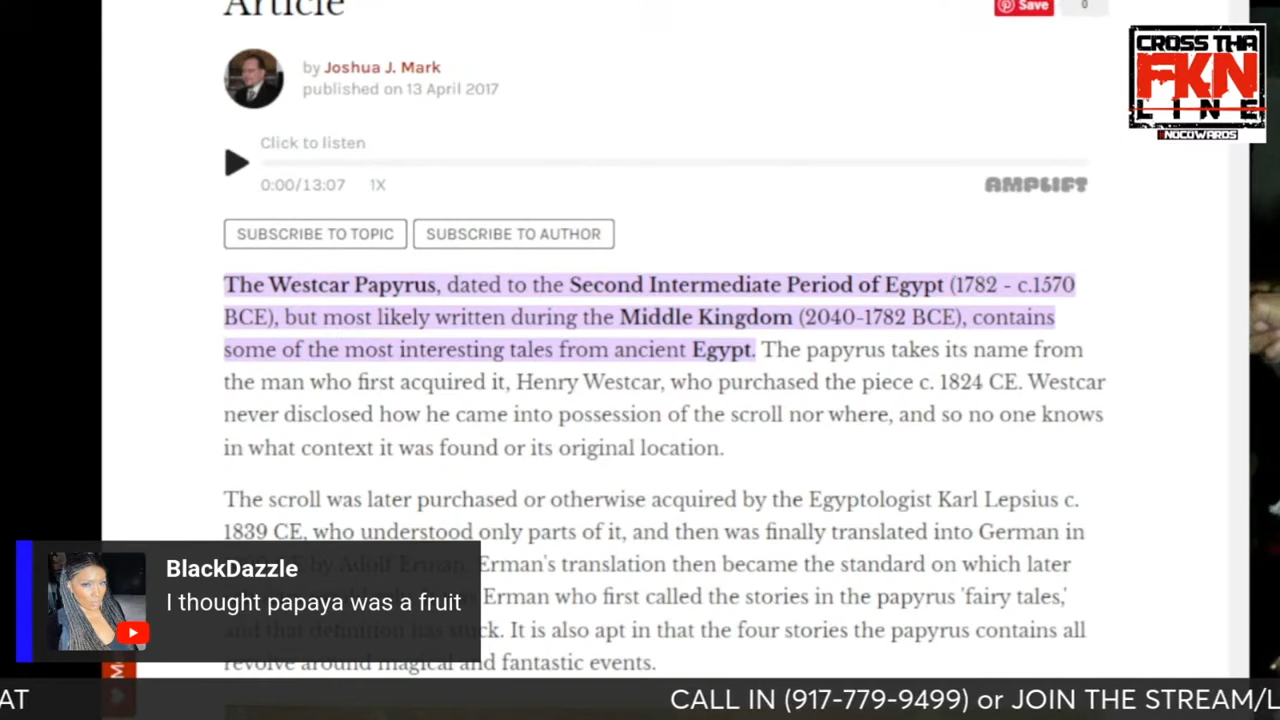 Article
Save
0
by Joshua J. Mark
published on 13 April 2017
CROSS THA
FKN
LINE
#NOCOWARDS
Click to listen
0:00/13:07 1X
AMPLIFY
SUBSCRIBE TO TOPIC SUBSCRIBE TO AUTHOR
The Westcar Papyrus, dated to the Second Intermediate Period of Egypt (1782 - c.1570
BCE), but most likely written during the Middle Kingdom (2040-1782 BCE), contains
some of the most interesting tales from ancient Egypt. The papyrus takes its name from
the man who first acquired it, Henry Westcar, who purchased the piece c. 1824 CE. Westcar
never disclosed how he came into possession of the scroll nor where, and so no one knows
in what context it was found or its original location.
The scroll was later purchased or otherwise acquired by the Egyptologist Karl Lepsius c.
1839 CE, who understood only parts of it, and then was finally translated into German in
by Adolf Erman. Erman's translation then became the standard on which later
Erman who first called the stories in the papyrus 'fairy tales,'
and that definition has stuck. It is also apt in that the four stories the papyrus contains all
revolve around magical and fantastic events.
BlackDazzle
I thought papaya was a fruit
AT
CALL IN (917-779-9499) or JOIN THE STREAM/L